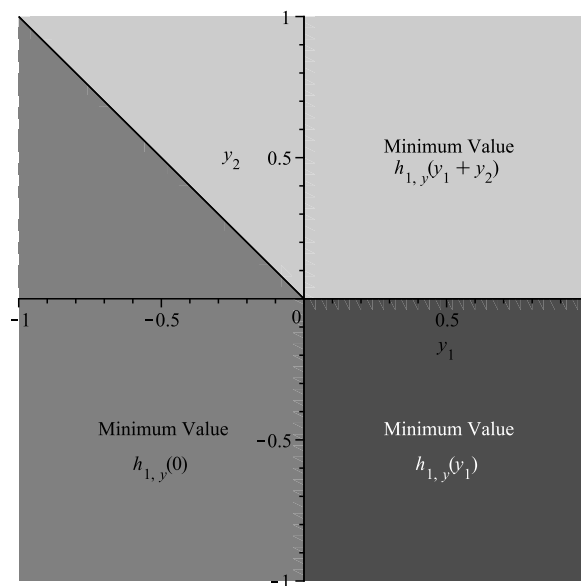 1
Minimum Value
y2
0.5
h1, y(y1 + y2)
-1
-0.5
0
0.5
y1
Minimum Value
Minimum Value
-0.5
h1, y(0)
h1, y(y1)
-1